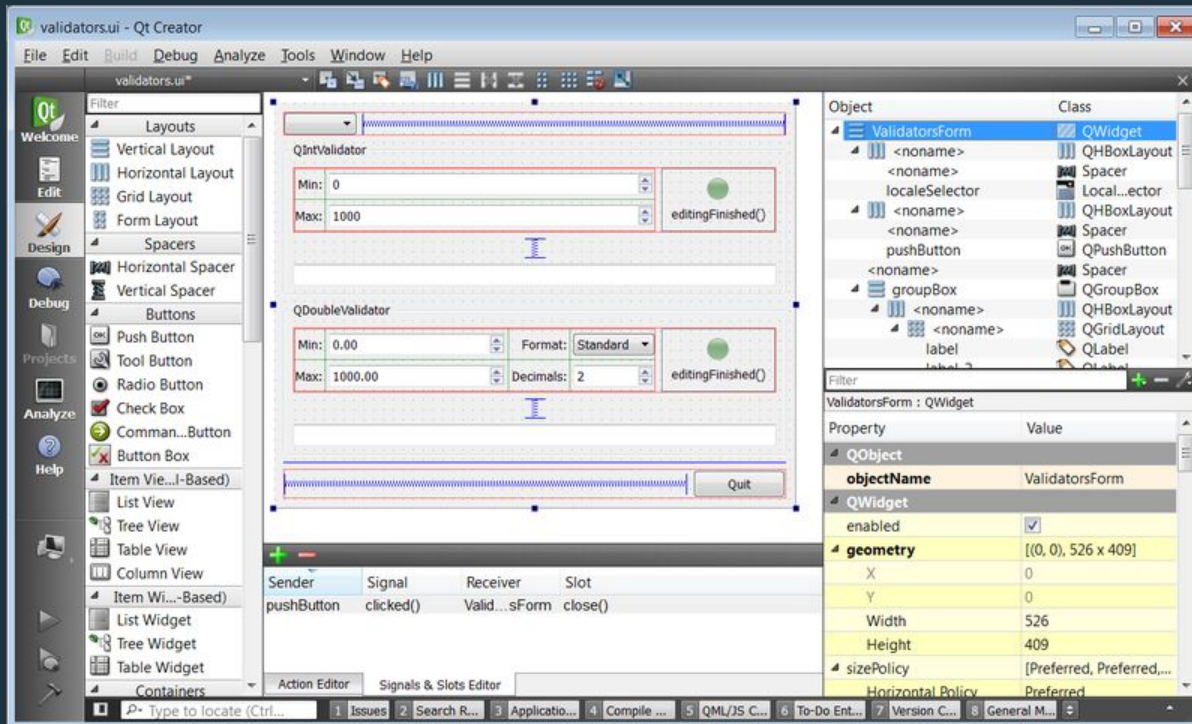 validators.ui - Qt Creator
File Edit Build Debug Analyze Tools Window Help
validators.ui*
Welcome
Edit
Design
Debug
Projects
Analyze
Help
Filter
Layouts
Vertical Layout
Horizontal Layout
Grid Layout
Form Layout
Spacers
Horizontal Spacer
Vertical Spacer
Buttons
Push Button
Tool Button
Radio Button
Check Box
Comman...Button
Button Box
Item Vie...l-Based)
List View
Tree View
Table View
Column View
Item Wi...-Based)
List Widget
Tree Widget
Table Widget
Containers
QIntValidator
Min: 0
Max: 1000
editingFinished()
QDoubleValidator
Min: 0.00 Format: Standard
Max: 1000.00 Decimals: 2
editingFinished()
Quit
Sender Signal Receiver Slot
pushButton clicked() Valid...sForm close()
Action Editor Signals & Slots Editor
Object Class
ValidatorsForm QWidget
<noname> QHBoxLayout
<noname> Spacer
localeSelector Local...ector
<noname> QHBoxLayout
<noname> Spacer
pushButton QPushButton
<noname> Spacer
groupBox QGroupBox
<noname> QHBoxLayout
<noname> QGridLayout
label QLabel
label_2 QLabel
Filter
ValidatorsForm : QWidget
Property Value
QObject
objectName ValidatorsForm
QWidget
enabled
geometry [(0, 0), 526 x 409]
X 0
Y 0
Width 526
Height 409
sizePolicy [Preferred, Preferred,...
Horizontal Policy Preferred
Type to locate (Ctrl... 1 Issues 2 Search R... 3 Applicatio... 4 Compile ... 5 QML/JS C... 6 To-Do Ent... 7 Version C... 8 General M...